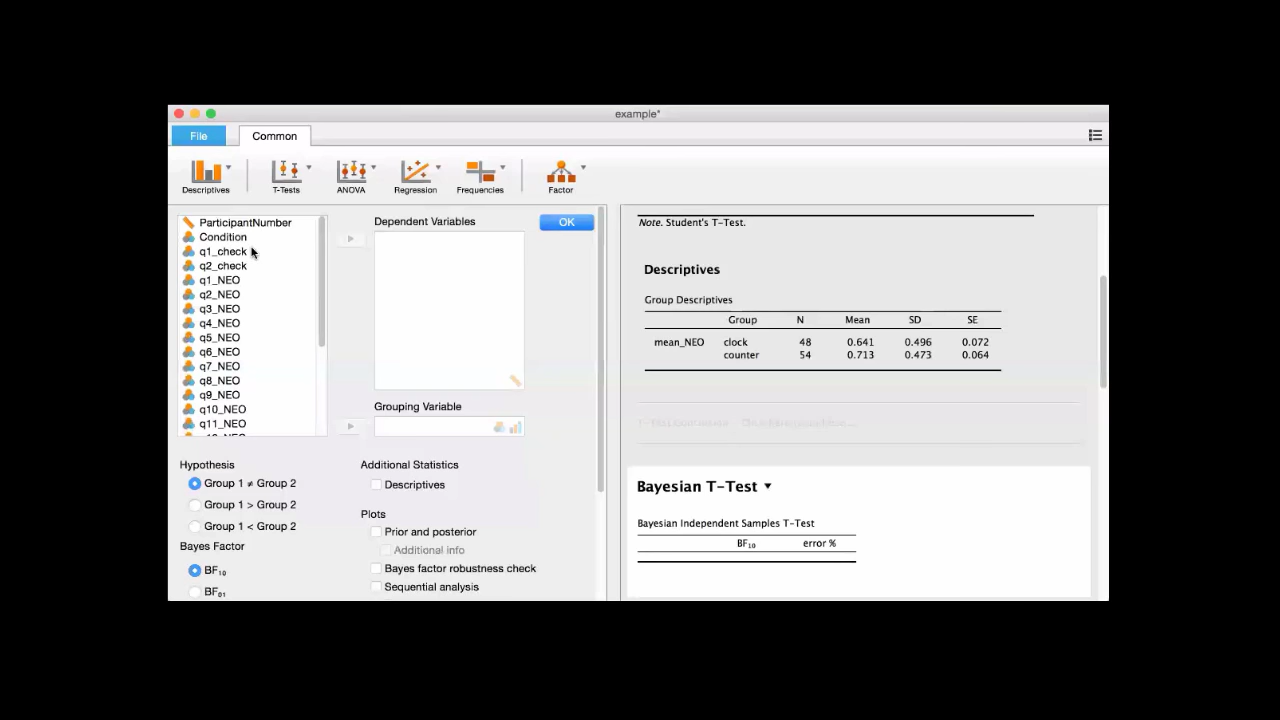 example*
File
Common
Descriptives
T-Tests
ANOVA
Regression
Frequencies
Factor
ParticipantNumber
Condition
q1_check
q2_check
q1_NEO
q2_NEO
q3_NEO
q4_NEO
q5_NEO
q6_NEO
q7_NEO
q8_NEO
q9_NEO
q10_NEO
q11_NEO
Dependent Variables
OK
Grouping Variable
Hypothesis
Group 1 ≠ Group 2
Group 1 > Group 2
Group 1 < Group 2
Bayes Factor
BF₁₀
BF₀₁
Additional Statistics
Descriptives
Plots
Prior and posterior
Additional info
Bayes factor robustness check
Sequential analysis
Note. Student's T-Test.
Descriptives
Group Descriptives
Group N Mean SD SE
mean_NEO clock 48 0.641 0.496 0.072
counter 54 0.713 0.473 0.064
Bayesian T-Test
Bayesian Independent Samples T-Test
BF₁₀ error %